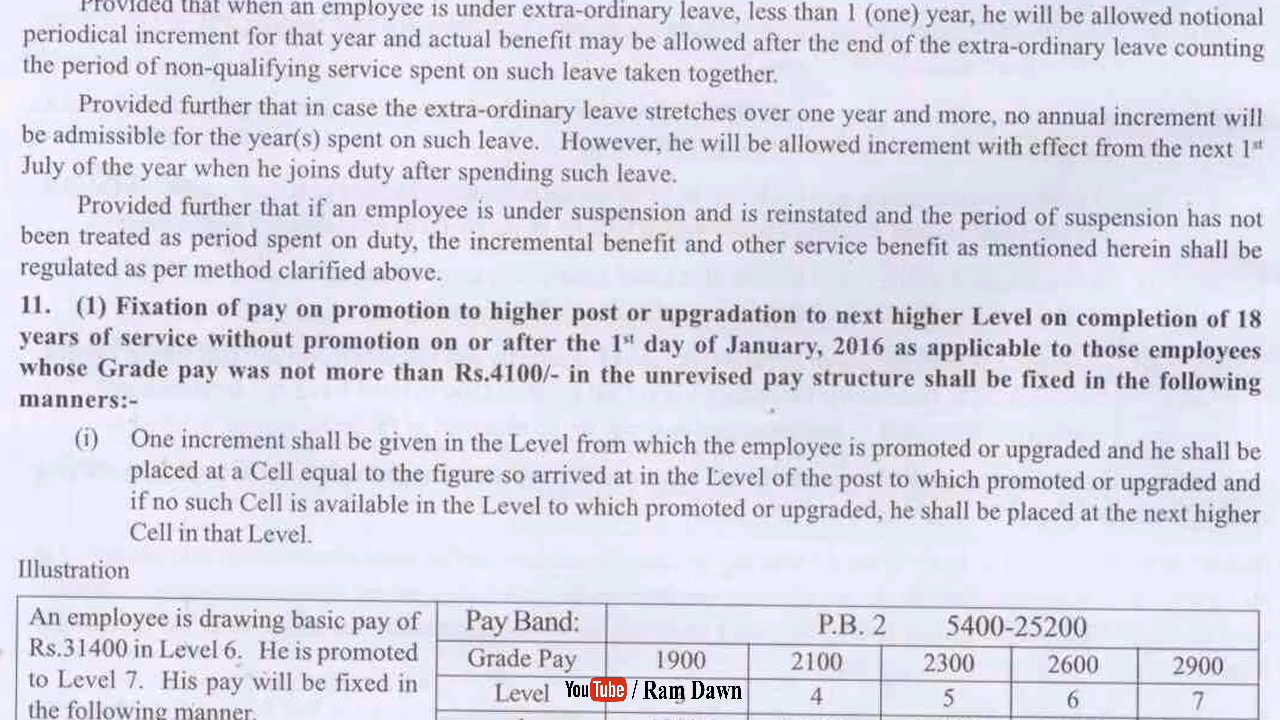 Provided that when an employee is under extra-ordinary leave, less than 1 (one) year, he will be allowed notional
periodical increment for that year and actual benefit may be allowed after the end of the extra-ordinary leave counting
the period of non-qualifying service spent on such leave taken together.
Provided further that in case the extra-ordinary leave stretches over one year and more, no annual increment will
be admissible for the year(s) spent on such leave. However, he will be allowed increment with effect from the next 1st
July of the year when he joins duty after spending such leave.
Provided further that if an employee is under suspension and is reinstated and the period of suspension has not
been treated as period spent on duty, the incremental benefit and other service benefit as mentioned herein shall be
regulated as per method clarified above.
11. (1) Fixation of pay on promotion to higher post or upgradation to next higher Level on completion of 18
years of service without promotion on or after the 1st day of January, 2016 as applicable to those employees
whose Grade pay was not more than Rs.4100/- in the unrevised pay structure shall be fixed in the following
manners:-
(i) One increment shall be given in the Level from which the employee is promoted or upgraded and he shall be
placed at a Cell equal to the figure so arrived at in the Level of the post to which promoted or upgraded and
if no such Cell is available in the Level to which promoted or upgraded, he shall be placed at the next higher
Cell in that Level.
Illustration
An employee is drawing basic pay of
Rs.31400 in Level 6. He is promoted
to Level 7. His pay will be fixed in
the following manner.
Pay Band: P.B. 2 5400-25200
Grade Pay 1900 2100 2300 2600 2900
Level 4 5 6 7
YouTube / Ram Dawn